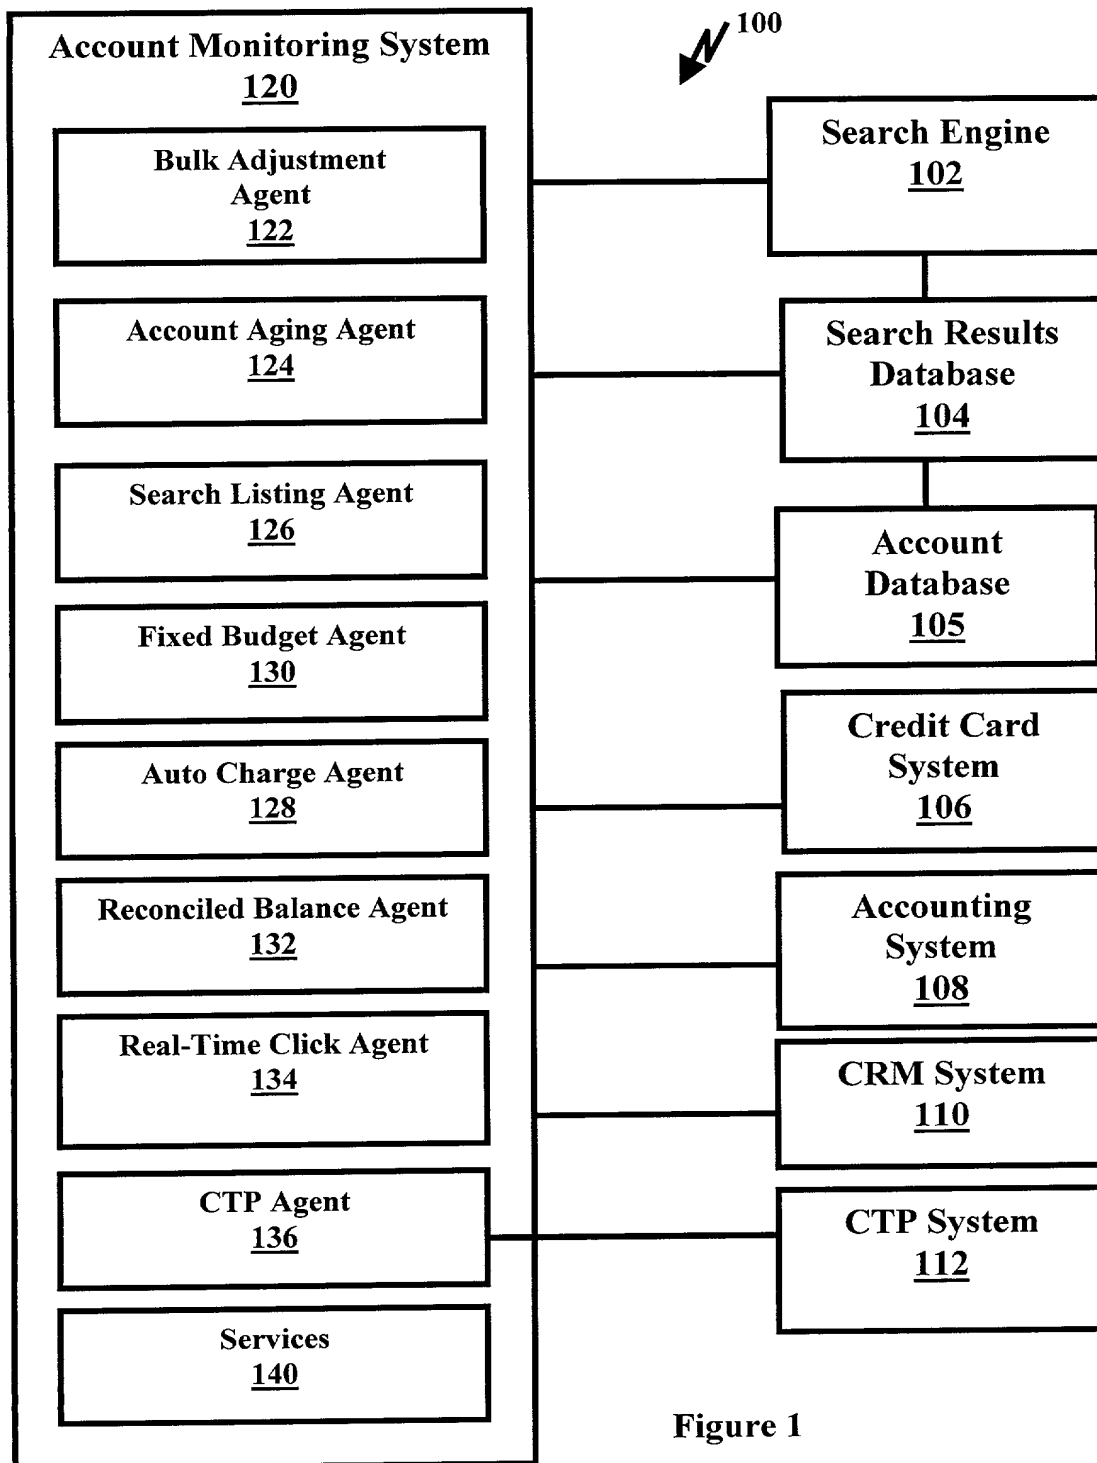 Account Monitoring System
120
Bulk Adjustment
Agent
122
Account Aging Agent
124
Search Listing Agent
126
Fixed Budget Agent
130
Auto Charge Agent
128
Reconciled Balance Agent
132
Real-Time Click Agent
134
CTP Agent
136
Services
140
100
Search Engine
102
Search Results
Database
104
Account
Database
105
Credit Card
System
106
Accounting
System
108
CRM System
110
CTP System
112
Figure 1